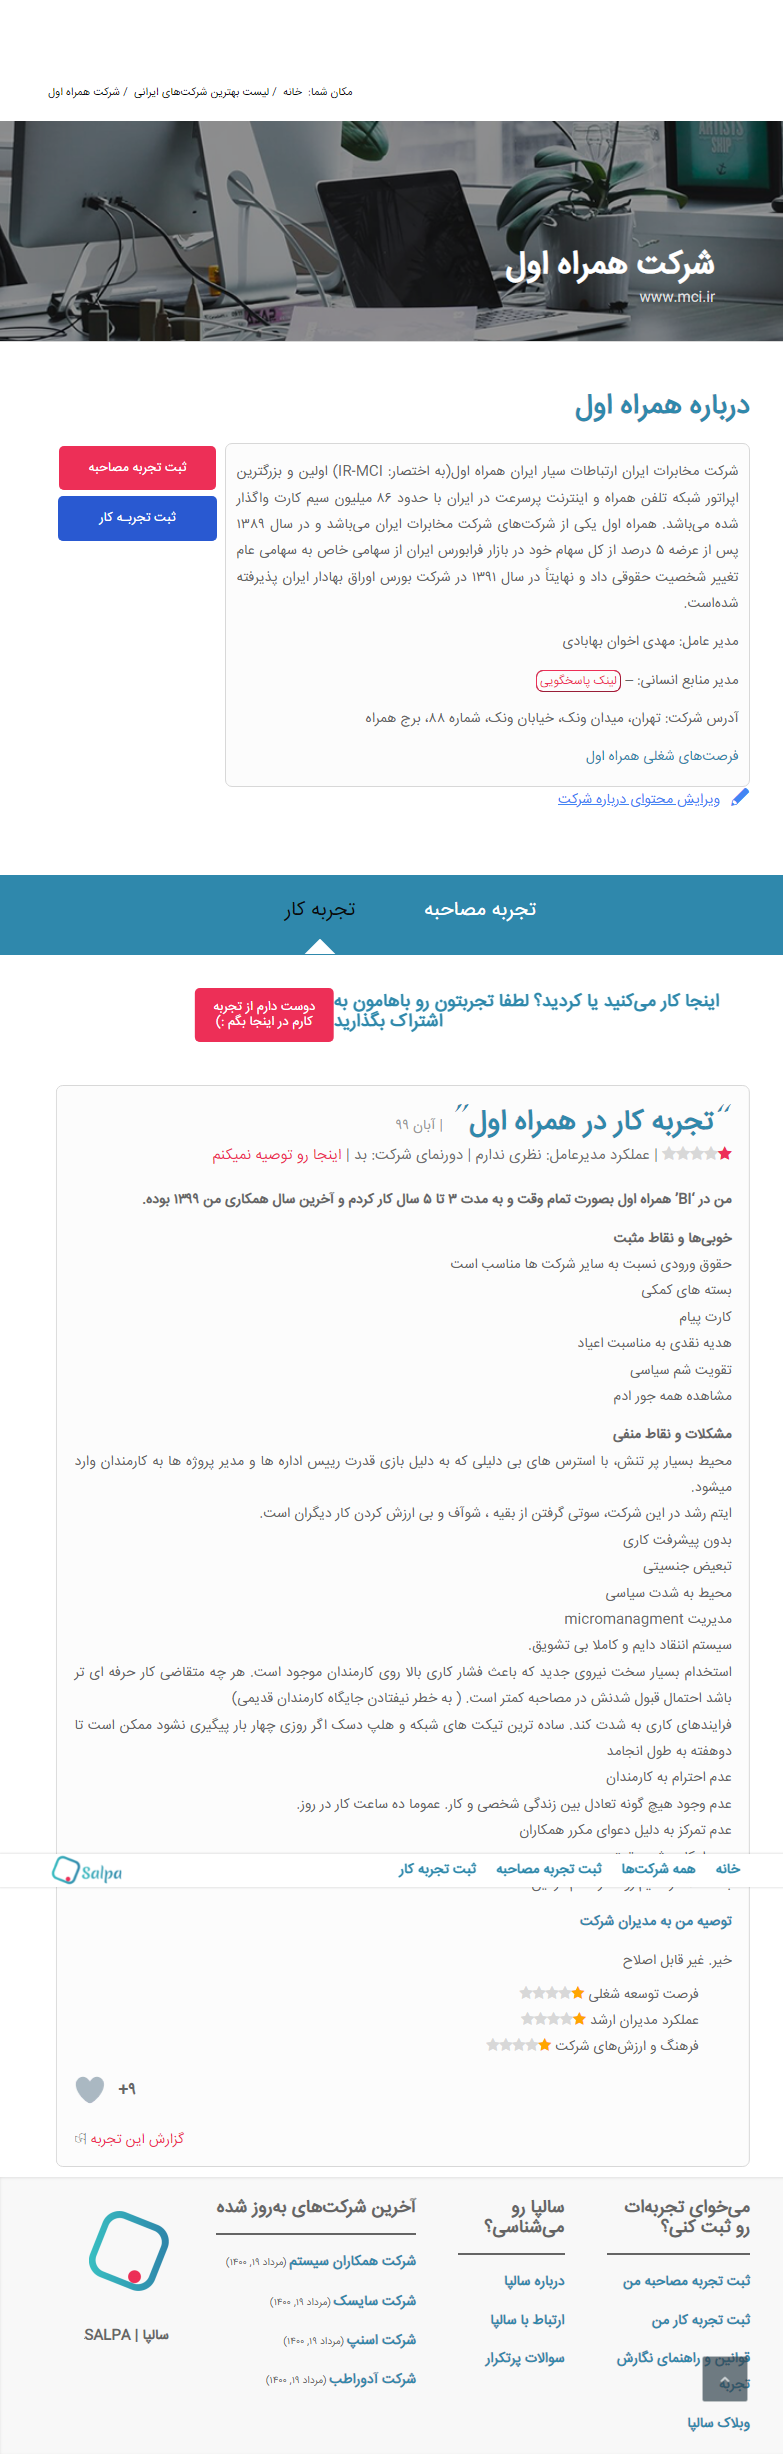 مکان شما: خانه / لیست بهترین شرکت‌های ایرانی / شرکت همراه اول
ARTISTS
SHIP
شرکت همراه اول
www.mci.ir
درباره همراه اول
شرکت مخابرات ایران ارتباطات سیار ایران همراه اول(به اختصار: IR-MCI) اولین و بزرگترین
اپراتور شبکه تلفن همراه و اینترنت پرسرعت در ایران با حدود ۸۶ میلیون سیم کارت واگذار
شده می‌باشد. همراه اول یکی از شرکت‌های شرکت مخابرات ایران می‌باشد و در سال ۱۳۸۹
پس از عرضه ۵ درصد از کل سهام خود در بازار فرابورس ایران از سهامی خاص به سهامی عام
تغییر شخصیت حقوقی داد و نهایتاً در سال ۱۳۹۱ در شرکت بورس اوراق بهادار ایران پذیرفته
شده‌است.
مدیر عامل: مهدی اخوان بهابادی
مدیر منابع انسانی: – لینک پاسخگویی
آدرس شرکت: تهران، میدان ونک، خیابان ونک، شماره ۸۸، برج همراه
فرصت‌های شغلی همراه اول
ثبت تجربه مصاحبه
ثبت تجربـه کار
ویرایش محتوای درباره شرکت
تجربه مصاحبه
تجربه کار
اینجا کار می‌کنید یا کردید؟ لطفا تجربتون رو باهامون به
اشتراک بگذارید
دوست دارم از تجربه
کارم در اینجا بگم :)
“تجربه کار در همراه اول” | آبان ۹۹
| عملکرد مدیرعامل: نظری ندارم | دورنمای شرکت: بد | اینجا رو توصیه نمیکنم
من در ‘BI’ همراه اول بصورت تمام وقت و به مدت ۳ تا ۵ سال کار کردم و آخرین سال همکاری من ۱۳۹۹ بوده.
خوبی‌ها و نقاط مثبت
حقوق ورودی نسبت به سایر شرکت ها مناسب است
بسته های کمکی
کارت پیام
هدیه نقدی به مناسبت اعیاد
تقویت شم سیاسی
مشاهده همه جور ادم
مشکلات و نقاط منفی
محیط بسیار پر تنش، با استرس های بی دلیلی که به دلیل بازی قدرت رییس اداره ها و مدیر پروژه ها به کارمندان وارد
میشود.
ایتم رشد در این شرکت، سوتی گرفتن از بقیه ، شوآف و بی ارزش کردن کار دیگران است.
بدون پیشرفت کاری
تبعیض جنسیتی
محیط به شدت سیاسی
مدیریت micromanagment
سیستم انتقاد دایم و کاملا بی تشویق.
استخدام بسیار سخت نیروی جدید که باعث فشار کاری بالا روی کارمندان موجود است. هر چه متقاضی کار حرفه ای تر
باشد احتمال قبول شدنش در مصاحبه کمتر است. ( به خطر نیفتادن جایگاه کارمندان قدیمی)
فرایندهای کاری به شدت کند. ساده ترین تیکت های شبکه و هلپ دسک اگر روزی چهار بار پیگیری نشود ممکن است تا
دوهفته به طول انجامد
عدم احترام به کارمندان
عدم وجود هیچ گونه تعادل بین زندگی شخصی و کار. عموما ده ساعت کار در روز.
عدم تمرکز به دلیل دعوای مکرر همکاران
خانه همه شرکت‌ها ثبت تجربه مصاحبه ثبت تجربه کار Salpa
توصیه من به مدیران شرکت
خیر. غیر قابل اصلاح
فرصت توسعه شغلی
عملکرد مدیران ارشد
فرهنگ و ارزش‌های شرکت
+۹
گزارش این تجربه
می‌خوای تجربه‌ات
رو ثبت کنی؟
ثبت تجربه مصاحبه من
ثبت تجربه کار من
قوانین و راهنمای نگارش
تجربه
وبلاگ سالپا
سالپا رو
می‌شناسی؟
درباره سالپا
ارتباط با سالپا
سوالات پرتکرار
آخرین شرکت‌های به‌روز شده
شرکت همکاران سیستم (مرداد ۱۹, ۱۴۰۰)
شرکت سایسک (مرداد ۱۹, ۱۴۰۰)
شرکت اسنپ (مرداد ۱۹, ۱۴۰۰)
شرکت آدوراطب (مرداد ۱۹, ۱۴۰۰)
سالپا | SALPA